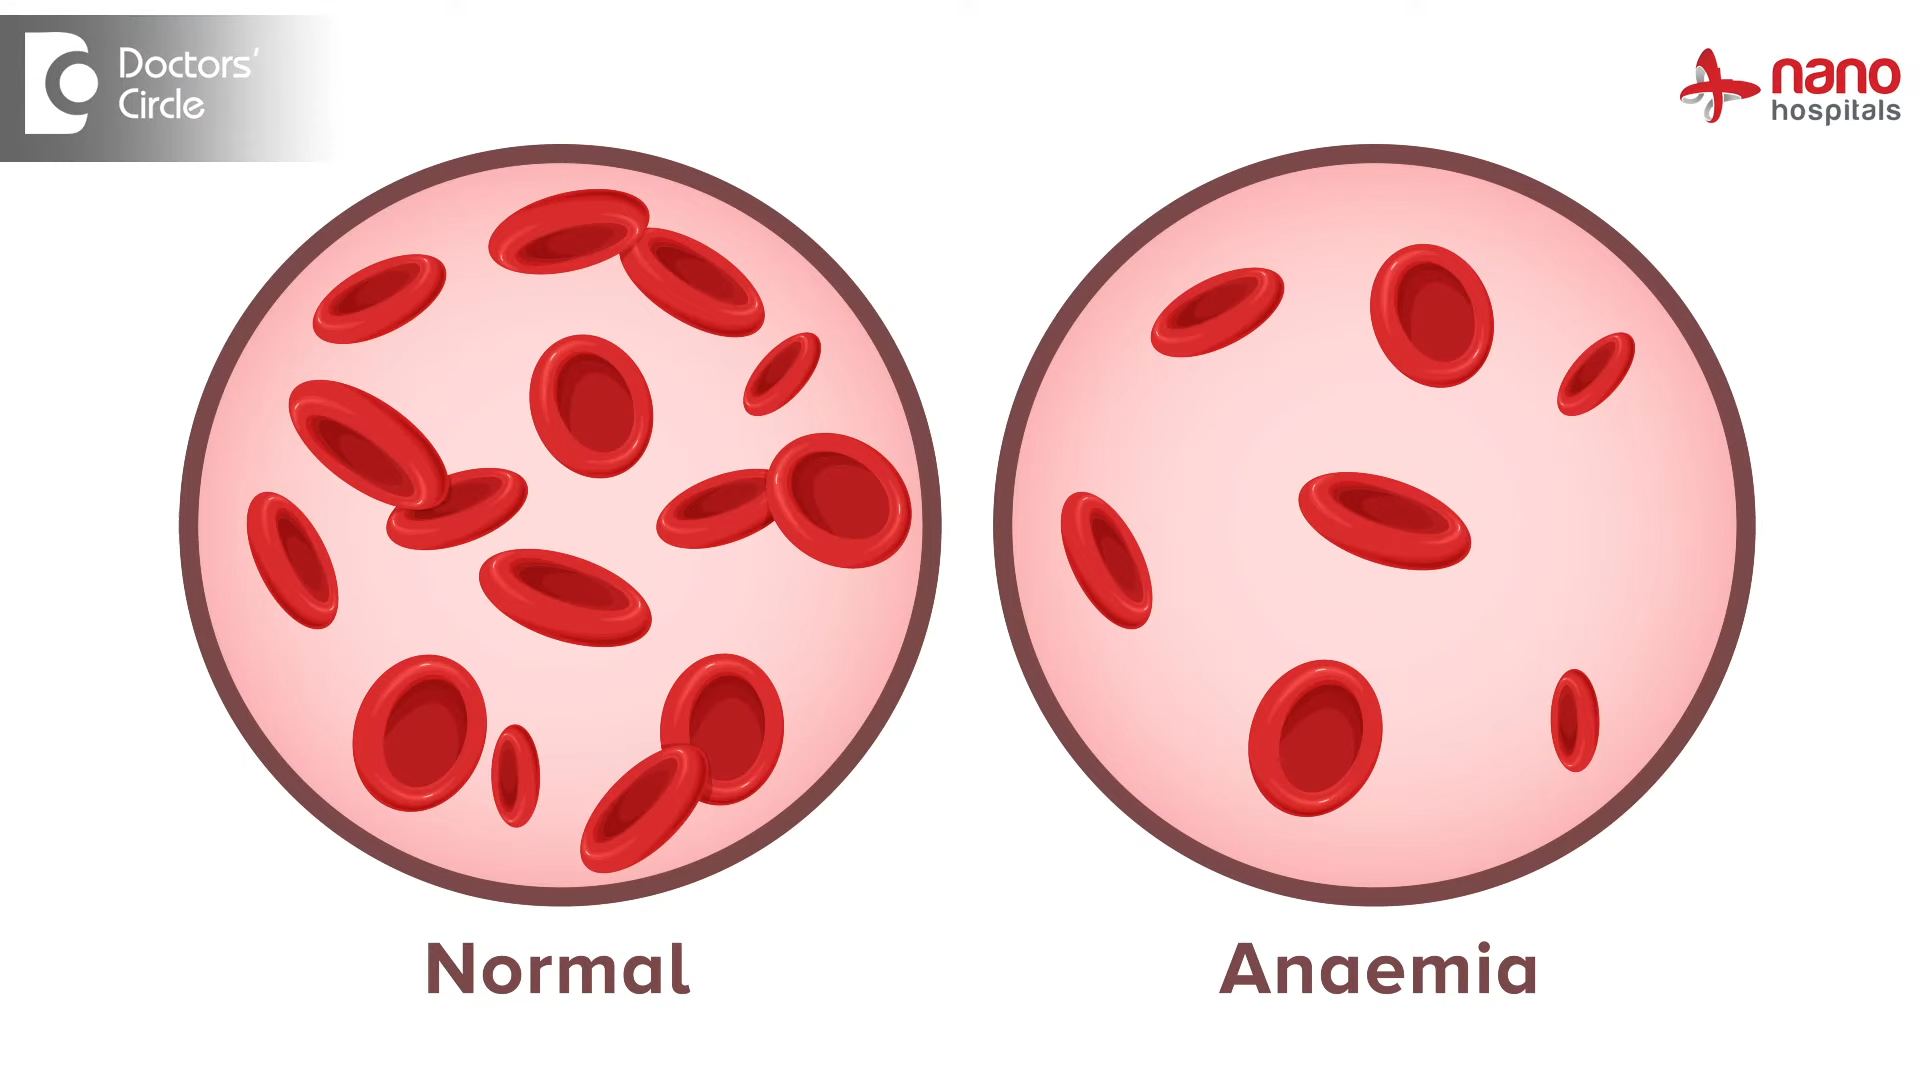 Doctors'
Circle
nano
hospitals
Normal
Anaemia